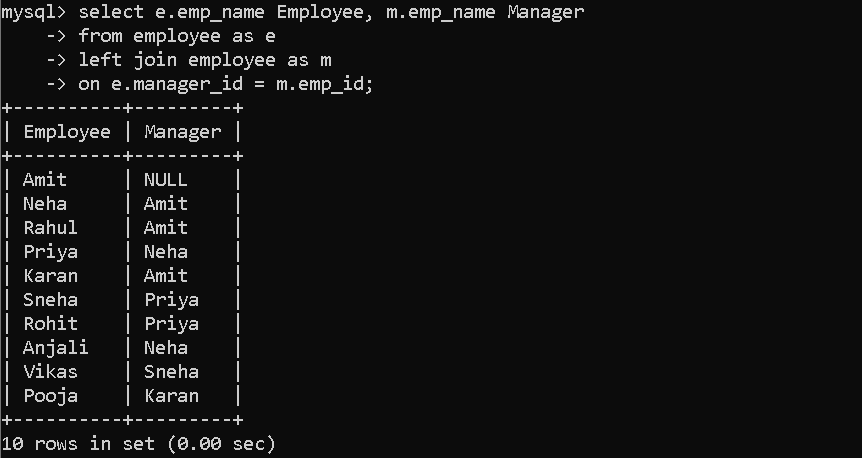 mysql> select e.emp_name Employee, m.emp_name Manager
    -> from employee as e
    -> left join employee as m
    -> on e.manager_id = m.emp_id;
+----------+---------+
| Employee | Manager |
+----------+---------+
| Amit     | NULL    |
| Neha     | Amit    |
| Rahul    | Amit    |
| Priya    | Neha    |
| Karan    | Amit    |
| Sneha    | Priya   |
| Rohit    | Priya   |
| Anjali   | Neha    |
| Vikas    | Sneha   |
| Pooja    | Karan   |
+----------+---------+
10 rows in set (0.00 sec)